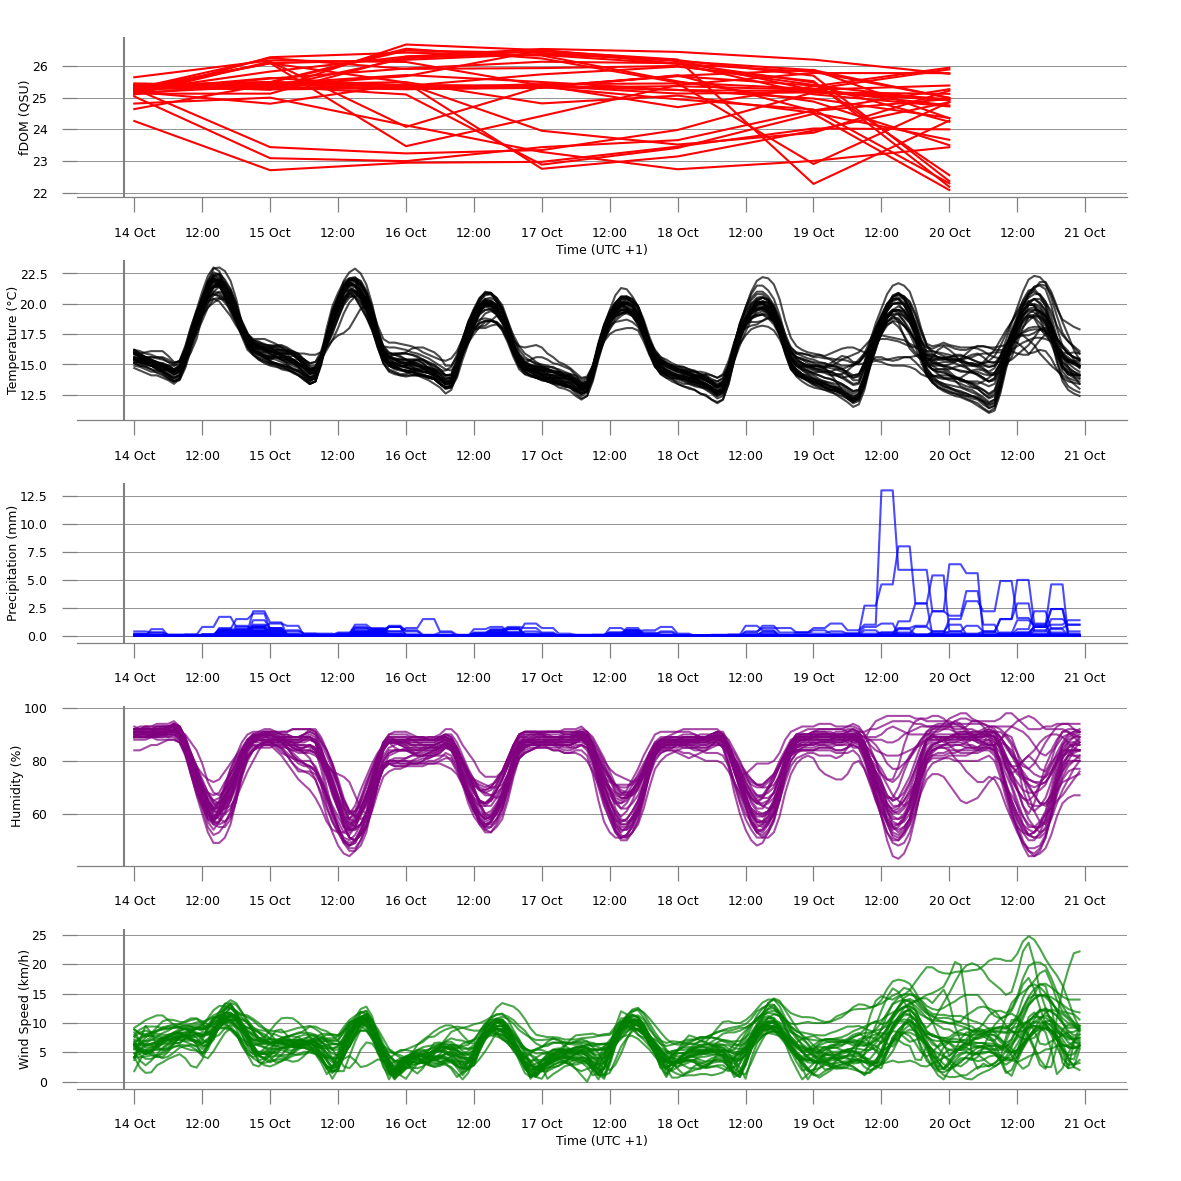 fDOM (QSU)
26
25
24
23
22
14 Oct 12:00 15 Oct 12:00 16 Oct 12:00 17 Oct 12:00 18 Oct 12:00 19 Oct 12:00 20 Oct 12:00 21 Oct
Time (UTC +1)
Temperature (°C)
22.5
20.0
17.5
15.0
12.5
14 Oct 12:00 15 Oct 12:00 16 Oct 12:00 17 Oct 12:00 18 Oct 12:00 19 Oct 12:00 20 Oct 12:00 21 Oct
Precipitation (mm)
12.5
10.0
7.5
5.0
2.5
0.0
14 Oct 12:00 15 Oct 12:00 16 Oct 12:00 17 Oct 12:00 18 Oct 12:00 19 Oct 12:00 20 Oct 12:00 21 Oct
Humidity (%)
100
80
60
14 Oct 12:00 15 Oct 12:00 16 Oct 12:00 17 Oct 12:00 18 Oct 12:00 19 Oct 12:00 20 Oct 12:00 21 Oct
Wind Speed (km/h)
25
20
15
10
5
0
14 Oct 12:00 15 Oct 12:00 16 Oct 12:00 17 Oct 12:00 18 Oct 12:00 19 Oct 12:00 20 Oct 12:00 21 Oct
Time (UTC +1)